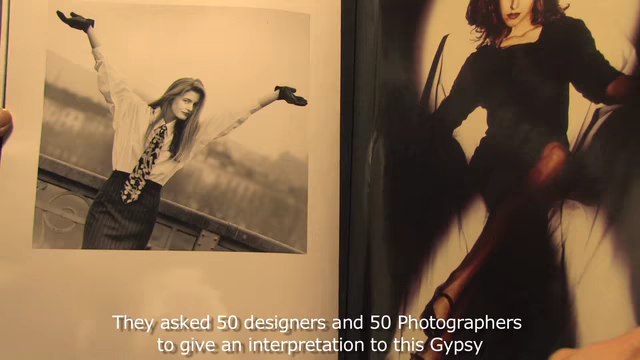 They asked 50 designers and 50 Photographers
to give an interpretation to this Gypsy